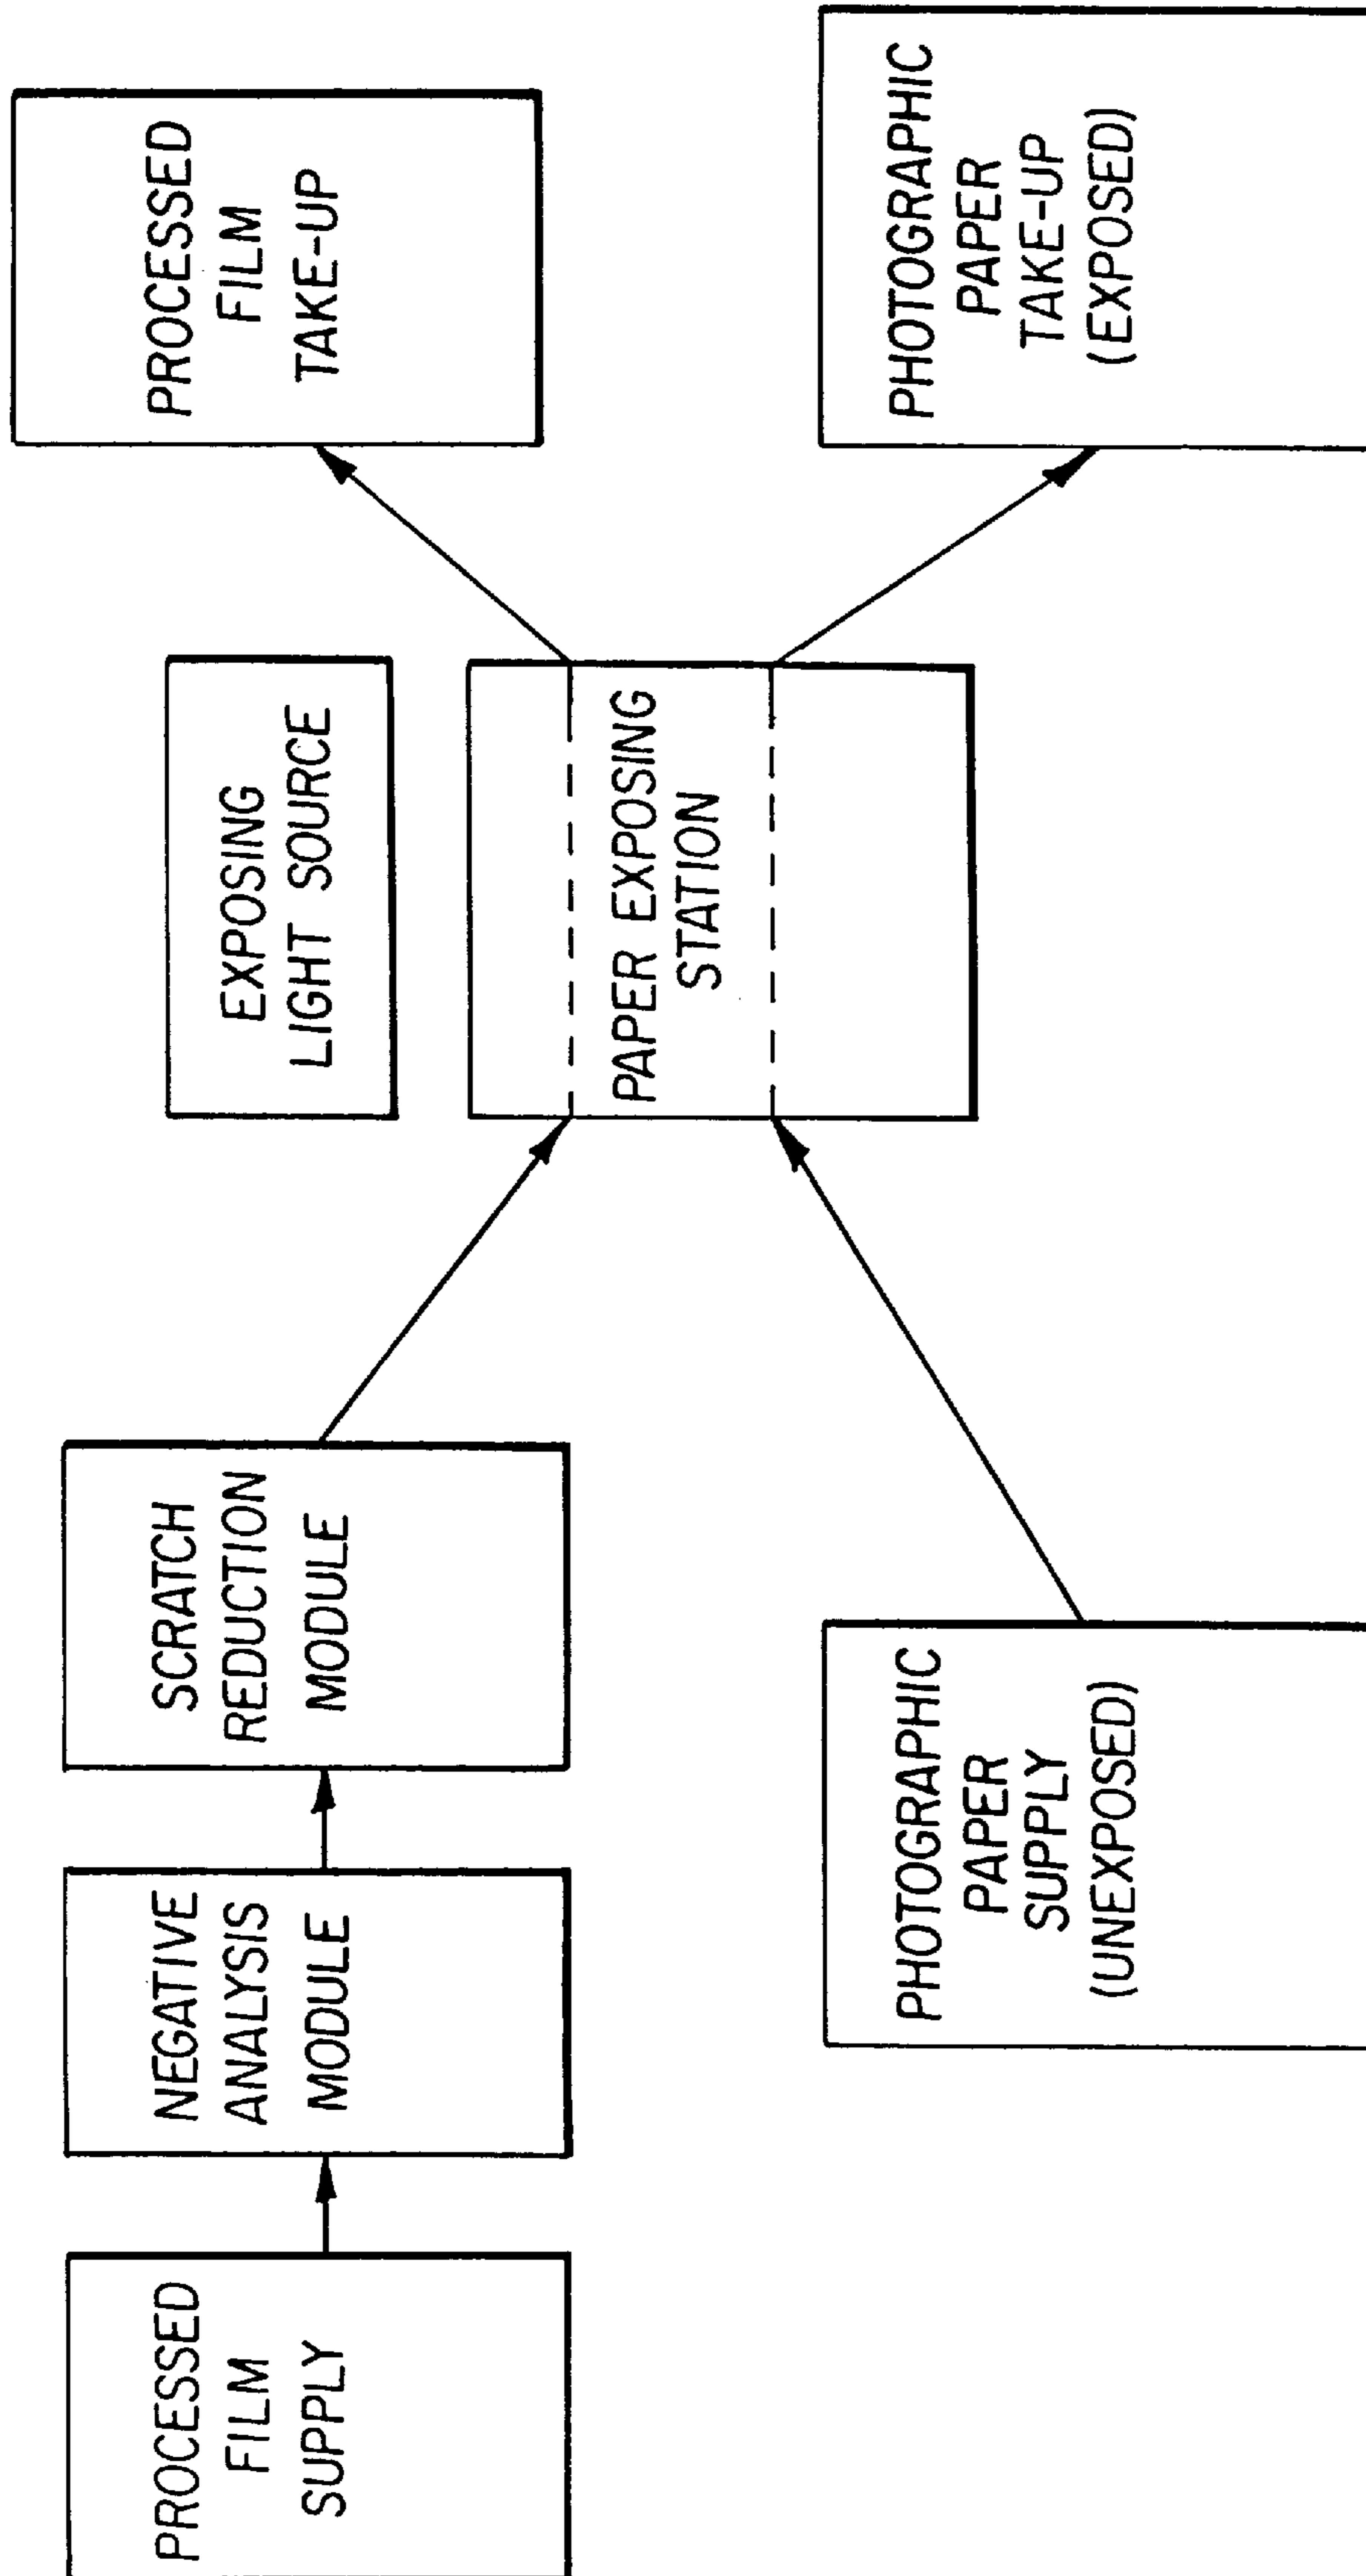 PROCESSED
FILM
SUPPLY
NEGATIVE
ANALYSIS
MODULE
SCRATCH
REDUCTION
MODULE
EXPOSING
LIGHT SOURCE
PAPER EXPOSING
STATION
PROCESSED
FILM
TAKE-UP
PHOTOGRAPHIC
PAPER
SUPPLY
(UNEXPOSED)
PHOTOGRAPHIC
PAPER
TAKE-UP
(EXPOSED)